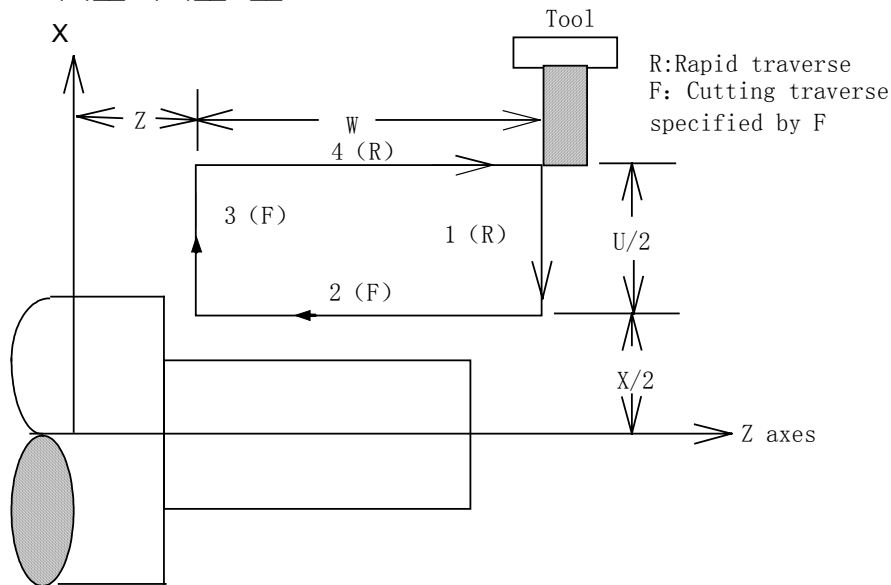 Tool
X
R:Rapid traverse
F: Cutting traverse
specified by F
Z
W
4 (R)
3 (F)
1 (R)
U/2
2 (F)
X/2
Z axes